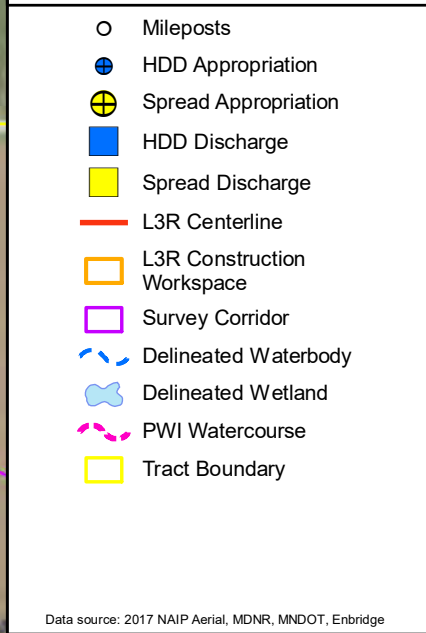 Mileposts
HDD Appropriation
Spread Appropriation
HDD Discharge
Spread Discharge
L3R Centerline
L3R Construction
Workspace
Survey Corridor
Delineated Waterbody
Delineated Wetland
PWI Watercourse
Tract Boundary
Data source: 2017 NAIP Aerial, MDNR, MNDOT, Enbridge